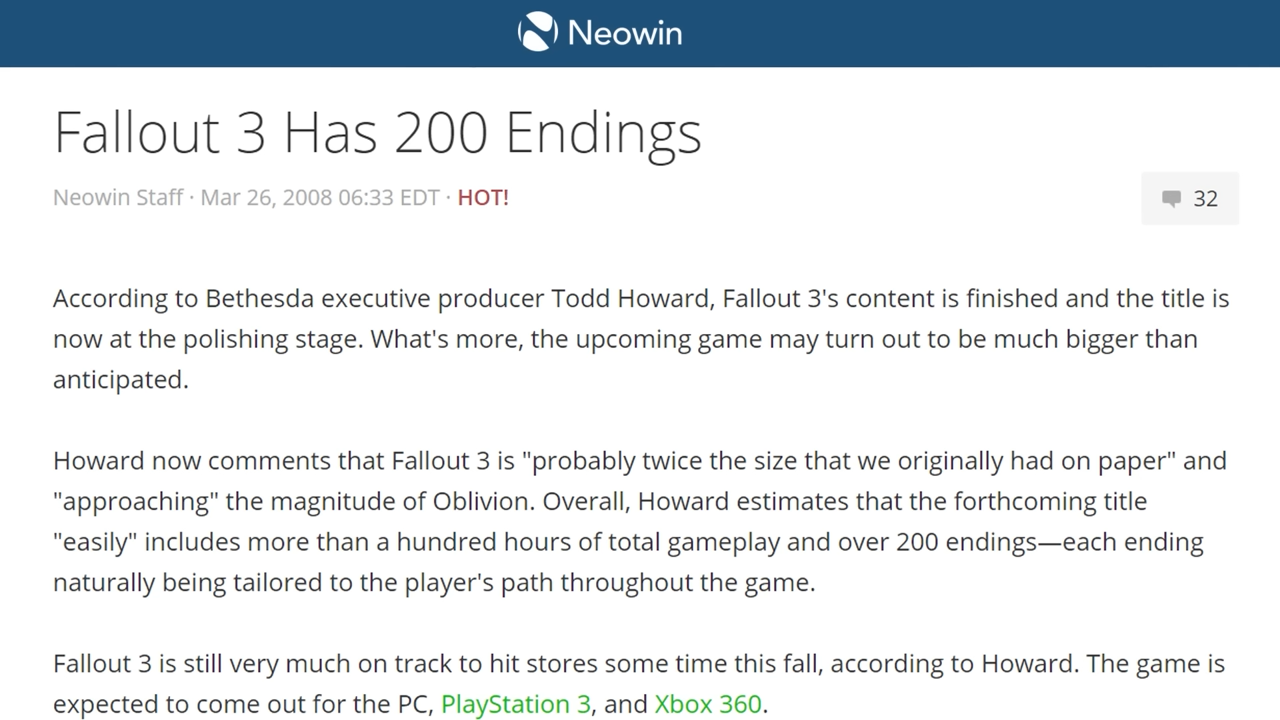 Neowin
Fallout 3 Has 200 Endings
Neowin Staff · Mar 26, 2008 06:33 EDT · HOT!
32
According to Bethesda executive producer Todd Howard, Fallout 3's content is finished and the title is
now at the polishing stage. What's more, the upcoming game may turn out to be much bigger than
anticipated.
Howard now comments that Fallout 3 is "probably twice the size that we originally had on paper" and
"approaching" the magnitude of Oblivion. Overall, Howard estimates that the forthcoming title
"easily" includes more than a hundred hours of total gameplay and over 200 endings—each ending
naturally being tailored to the player's path throughout the game.
Fallout 3 is still very much on track to hit stores some time this fall, according to Howard. The game is
expected to come out for the PC, PlayStation 3, and Xbox 360.